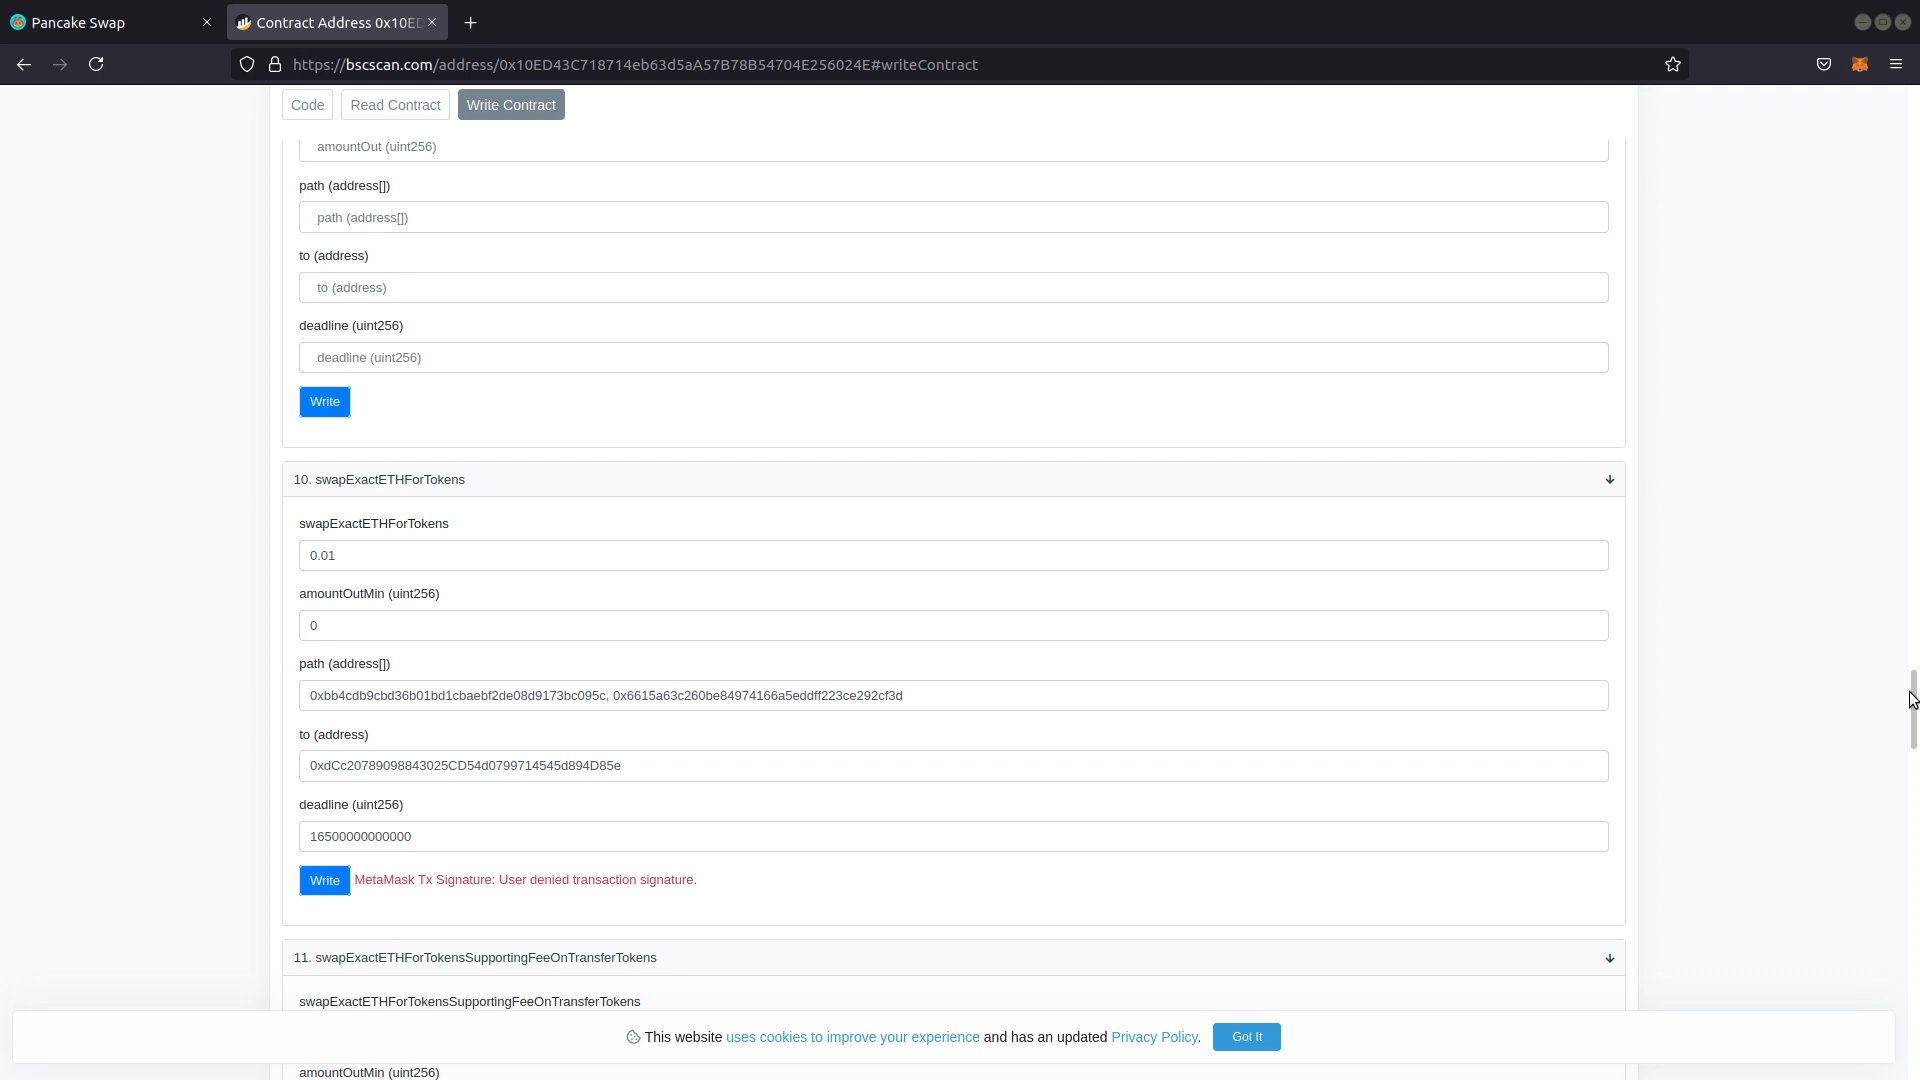 Pancake Swap
Contract Address 0x10ED
https://bscscan.com/address/0x10ED43C718714eb63d5aA57B78B54704E256024E#writeContract
Code
Read Contract
Write Contract
amountOut (uint256)
path (address[])
path (address[])
to (address)
to (address)
deadline (uint256)
deadline (uint256)
Write
10. swapExactETHForTokens
swapExactETHForTokens
0.01
amountOutMin (uint256)
0
path (address[])
0xbb4cdb9cbd36b01bd1cbaebf2de08d9173bc095c, 0x6615a63c260be84974166a5eddff223ce292cf3d
to (address)
0xdCc20789098843025CD54d0799714545d894D85e
deadline (uint256)
16500000000000
Write MetaMask Tx Signature: User denied transaction signature.
11. swapExactETHForTokensSupportingFeeOnTransferTokens
swapExactETHForTokensSupportingFeeOnTransferTokens
This website uses cookies to improve your experience and has an updated Privacy Policy.
Got It
amountOutMin (uint256)